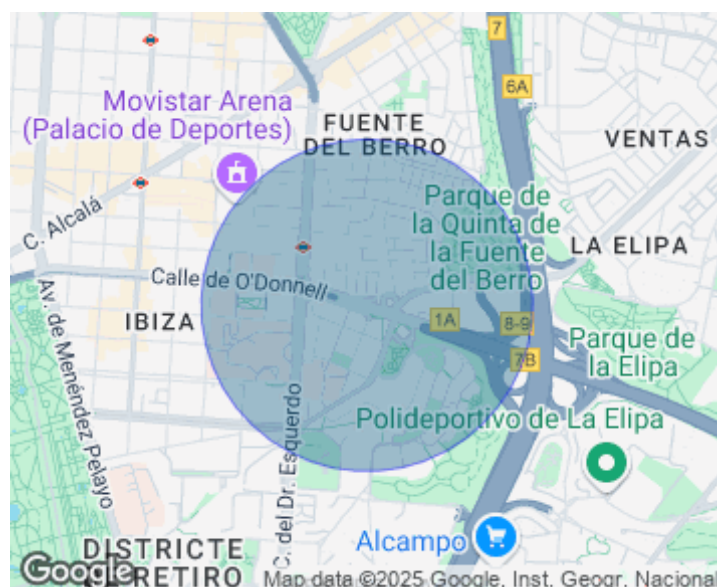 7
6A
Movistar Arena
(Palacio de Deportes)
FUENTE
DEL BERRO
VENTAS
C. Alcalá
Parque de
la Quinta de
la Fuente
del Berro
LA ELIPA
Calle de O'Donnell
IBIZA
1A
8-9
7B
Parque de
la Elipa
Av. de Menéndez Pelayo
C. del Dr. Esquerdo
Polideportivo de La Elipa
Alcampo
DISTRICTE
RETIRO
Google
Map data ©2025 Google, Inst. Geogr. Nacional